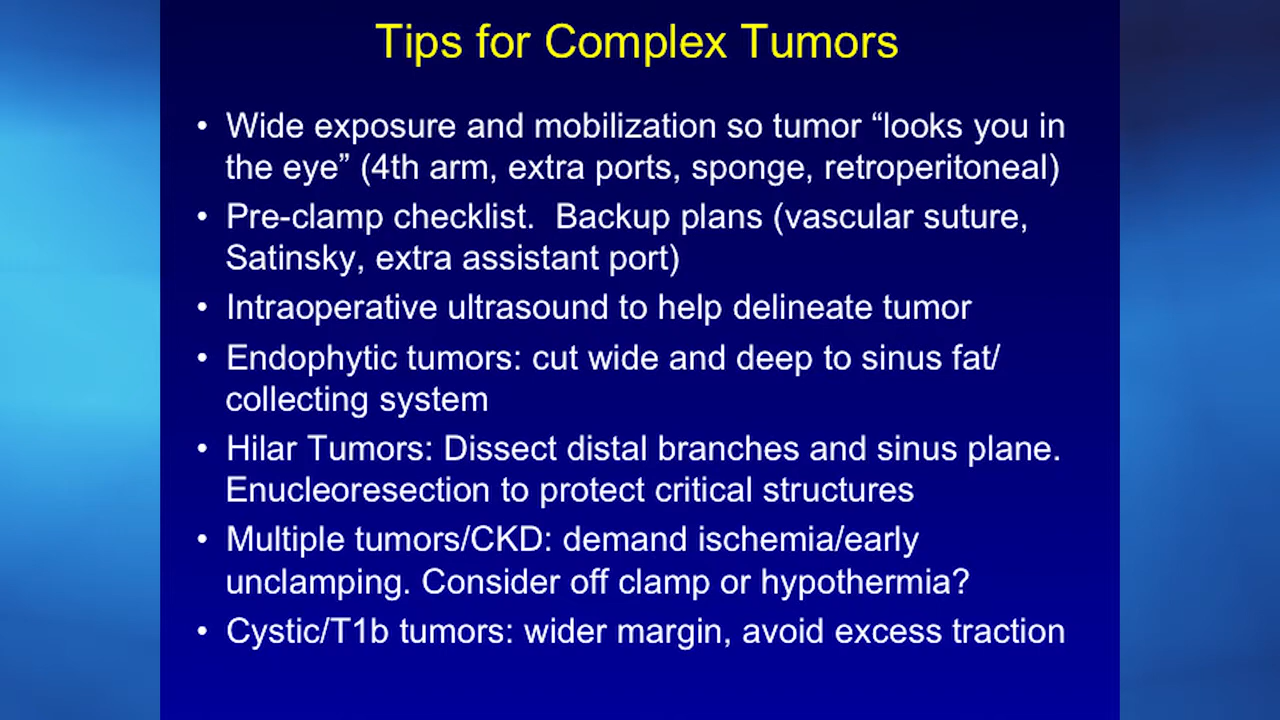 Tips for Complex Tumors
• Wide exposure and mobilization so tumor “looks you in
the eye” (4th arm, extra ports, sponge, retroperitoneal)
• Pre-clamp checklist.  Backup plans (vascular suture,
Satinsky, extra assistant port)
• Intraoperative ultrasound to help delineate tumor
• Endophytic tumors: cut wide and deep to sinus fat/
collecting system
• Hilar Tumors: Dissect distal branches and sinus plane.
Enucleoresection to protect critical structures
• Multiple tumors/CKD: demand ischemia/early
unclamping. Consider off clamp or hypothermia?
• Cystic/T1b tumors: wider margin, avoid excess traction